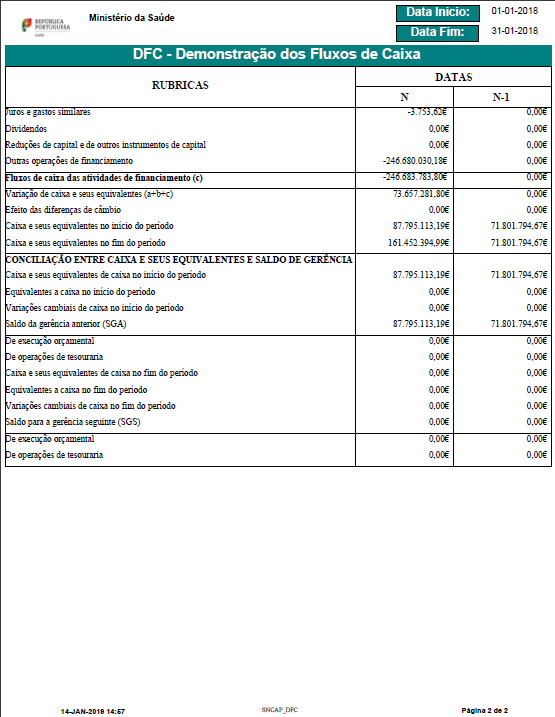 REPÚBLICA
PORTUGUESA
Ministério da Saúde
Data Início: 01-01-2018
Data Fim: 31-01-2018
DFC - Demonstração dos Fluxos de Caixa
RUBRICAS DATAS
N N-1
Juros e gastos similares -3.753,62€ 0,00€
Dividendos 0,00€ 0,00€
Reduções de capital e de outros instrumentos de capital 0,00€ 0,00€
Outras operações de financiamento -246.680.030,18€ 0,00€
Fluxos de caixa das atividades de financiamento (c) -246.683.783,80€ 0,00€
Variação de caixa e seus equivalentes (a+b+c) 73.657.281,80€ 0,00€
Efeito das diferenças de câmbio 0,00€ 0,00€
Caixa e seus equivalentes no início do período 87.795.113,19€ 71.801.794,67€
Caixa e seus equivalentes no fim do período 161.452.394,99€ 71.801.794,67€
CONCILIAÇÃO ENTRE CAIXA E SEUS EQUIVALENTES E SALDO DE GERÊNCIA
Caixa e seus equivalentes de caixa no início do período 87.795.113,19€ 71.801.794,67€
Equivalentes a caixa no início do período 0,00€ 0,00€
Variações cambiais de caixa no início do período 0,00€ 0,00€
Saldo da gerência anterior (SGA) 87.795.113,19€ 71.801.794,67€
De execução orçamental 0,00€ 0,00€
De operações de tesouraria 0,00€ 0,00€
Caixa e seus equivalentes de caixa no fim do período 0,00€ 0,00€
Equivalentes a caixa no fim do período 0,00€ 0,00€
Variações cambiais de caixa no fim do período 0,00€ 0,00€
Saldo para a gerência seguinte (SGS) 0,00€ 0,00€
De execução orçamental 0,00€ 0,00€
De operações de tesouraria 0,00€ 0,00€
14-JAN-2019 14:57 SNCAP_DFC Página 2 de 2